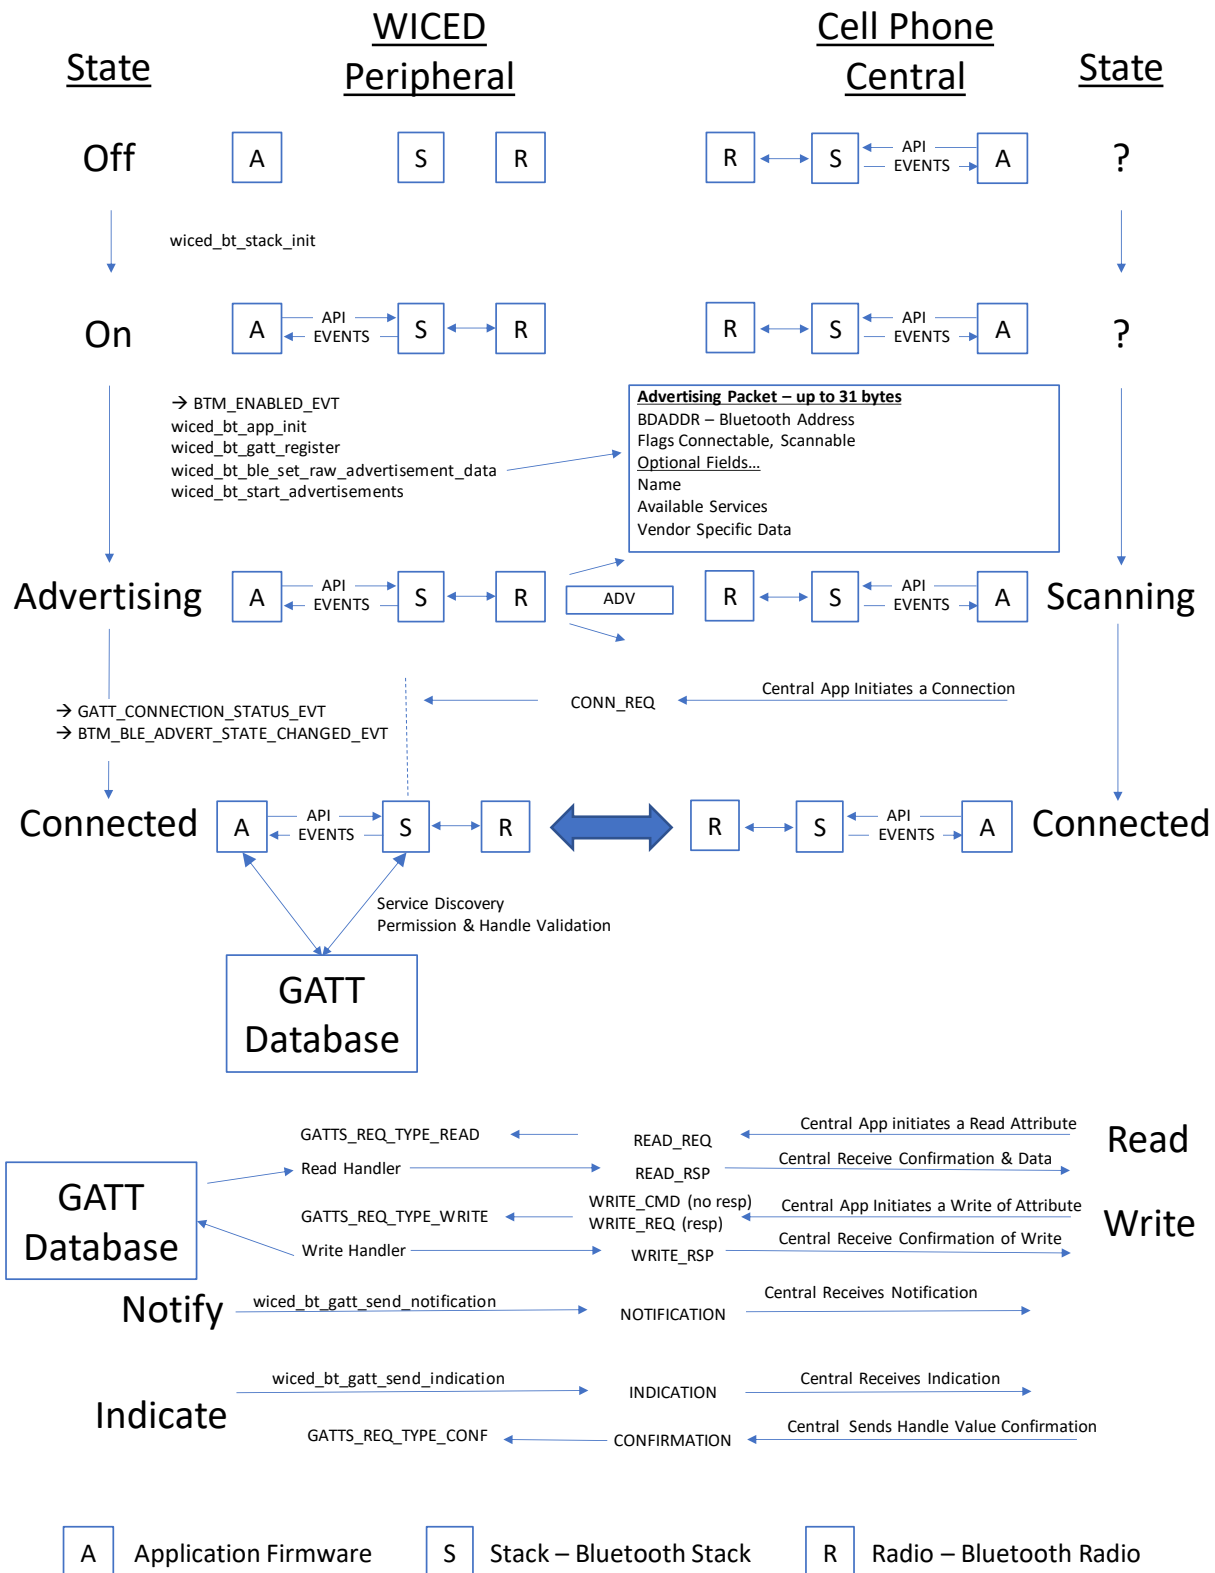 WICED
Peripheral
Cell Phone
Central
State
State
Off
A
S
R
R
S
API
EVENTS
A
?
wiced_bt_stack_init
On
A
API
EVENTS
S
R
R
S
API
EVENTS
A
?
→ BTM_ENABLED_EVT
wiced_bt_app_init
wiced_bt_gatt_register
wiced_bt_ble_set_raw_advertisement_data
wiced_bt_start_advertisements
Advertising Packet – up to 31 bytes
BDADDR – Bluetooth Address
Flags Connectable, Scannable
Optional Fields…
Name
Available Services
Vendor Specific Data
Advertising
A
API
EVENTS
S
R
ADV
R
S
API
EVENTS
A
Scanning
CONN_REQ
Central App Initiates a Connection
→ GATT_CONNECTION_STATUS_EVT
→ BTM_BLE_ADVERT_STATE_CHANGED_EVT
Connected
A
API
EVENTS
S
R
R
S
API
EVENTS
A
Connected
Service Discovery
Permission & Handle Validation
GATT
Database
GATTS_REQ_TYPE_READ
READ_REQ
Central App initiates a Read Attribute
Read
Read Handler
READ_RSP
Central Receive Confirmation & Data
GATT
Database
GATTS_REQ_TYPE_WRITE
WRITE_CMD (no resp)
WRITE_REQ (resp)
Central App Initiates a Write of Attribute
Write
Write Handler
WRITE_RSP
Central Receive Confirmation of Write
Notify
wiced_bt_gatt_send_notification
NOTIFICATION
Central Receives Notification
Indicate
wiced_bt_gatt_send_indication
INDICATION
Central Receives Indication
GATTS_REQ_TYPE_CONF
CONFIRMATION
Central Sends Handle Value Confirmation
A
Application Firmware
S
Stack – Bluetooth Stack
R
Radio – Bluetooth Radio